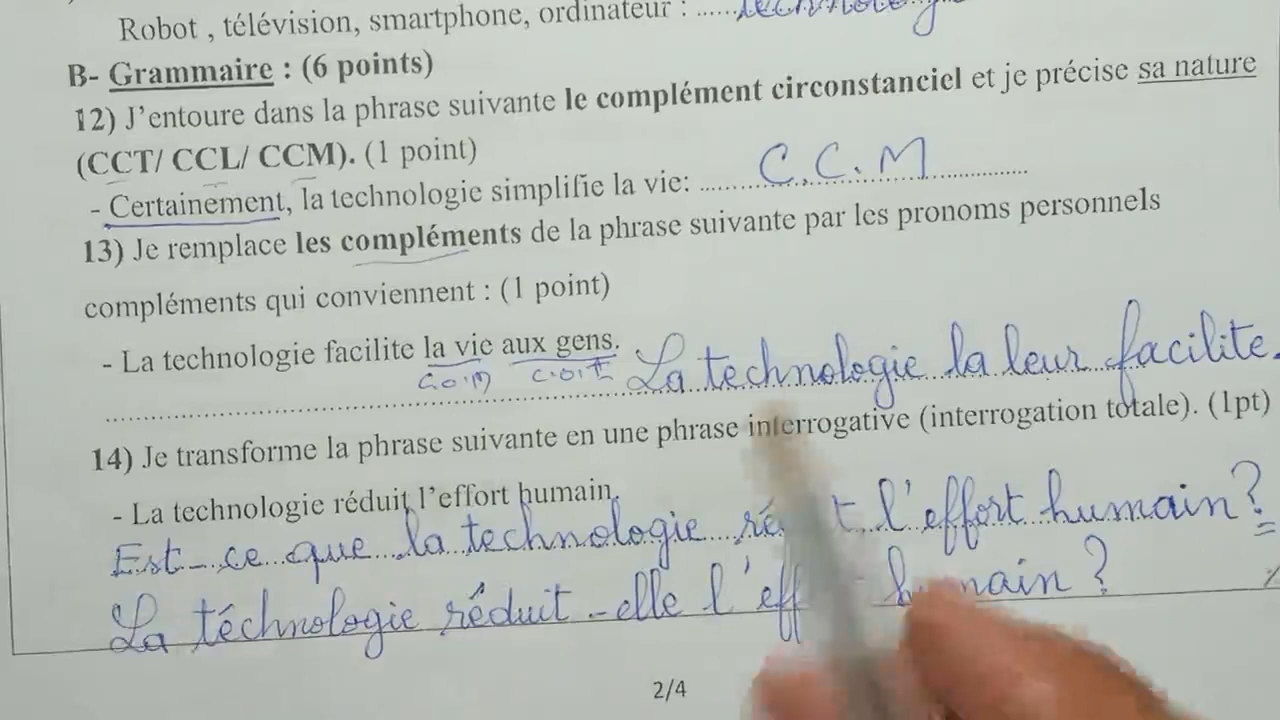 Robot , télévision, smartphone, ordinateur : ......technolog
B- Grammaire : (6 points)
12) J'entoure dans la phrase suivante le complément circonstanciel et je précise sa nature
(CCT/ CCL/ CCM). (1 point)
- Certainement, la technologie simplifie la vie: ........C.C.M..................
13) Je remplace les compléments de la phrase suivante par les pronoms personnels
compléments qui conviennent : (1 point)
- La technologie facilite la vie aux gens. La technologie la leur facilite.
C.O.I
14) Je transforme la phrase suivante en une phrase interrogative (interrogation totale). (1pt)
- La technologie réduit l'effort humain.
Est-ce que la technologie l'effort humain?
La téchnologie réduit-elle l' humain?
2/4